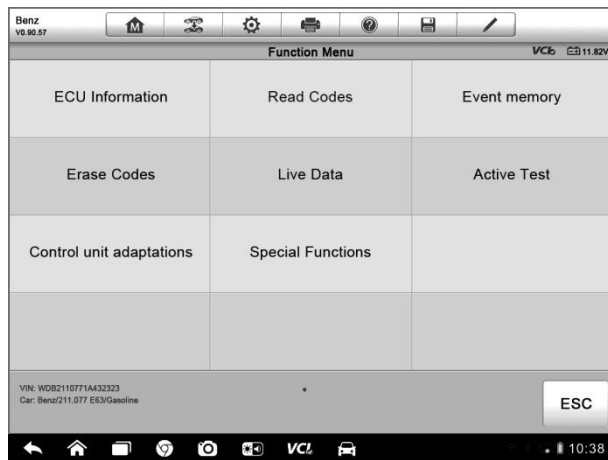 Benz
V0.90.57
M
Function Menu
VCI 11.82V
ECU Information
Read Codes
Event memory
Erase Codes
Live Data
Active Test
Control unit adaptations
Special Functions
VIN: WDB2110771A432323
Car: Benz/211.077 E63/Gasoline
ESC
VCI
10:38